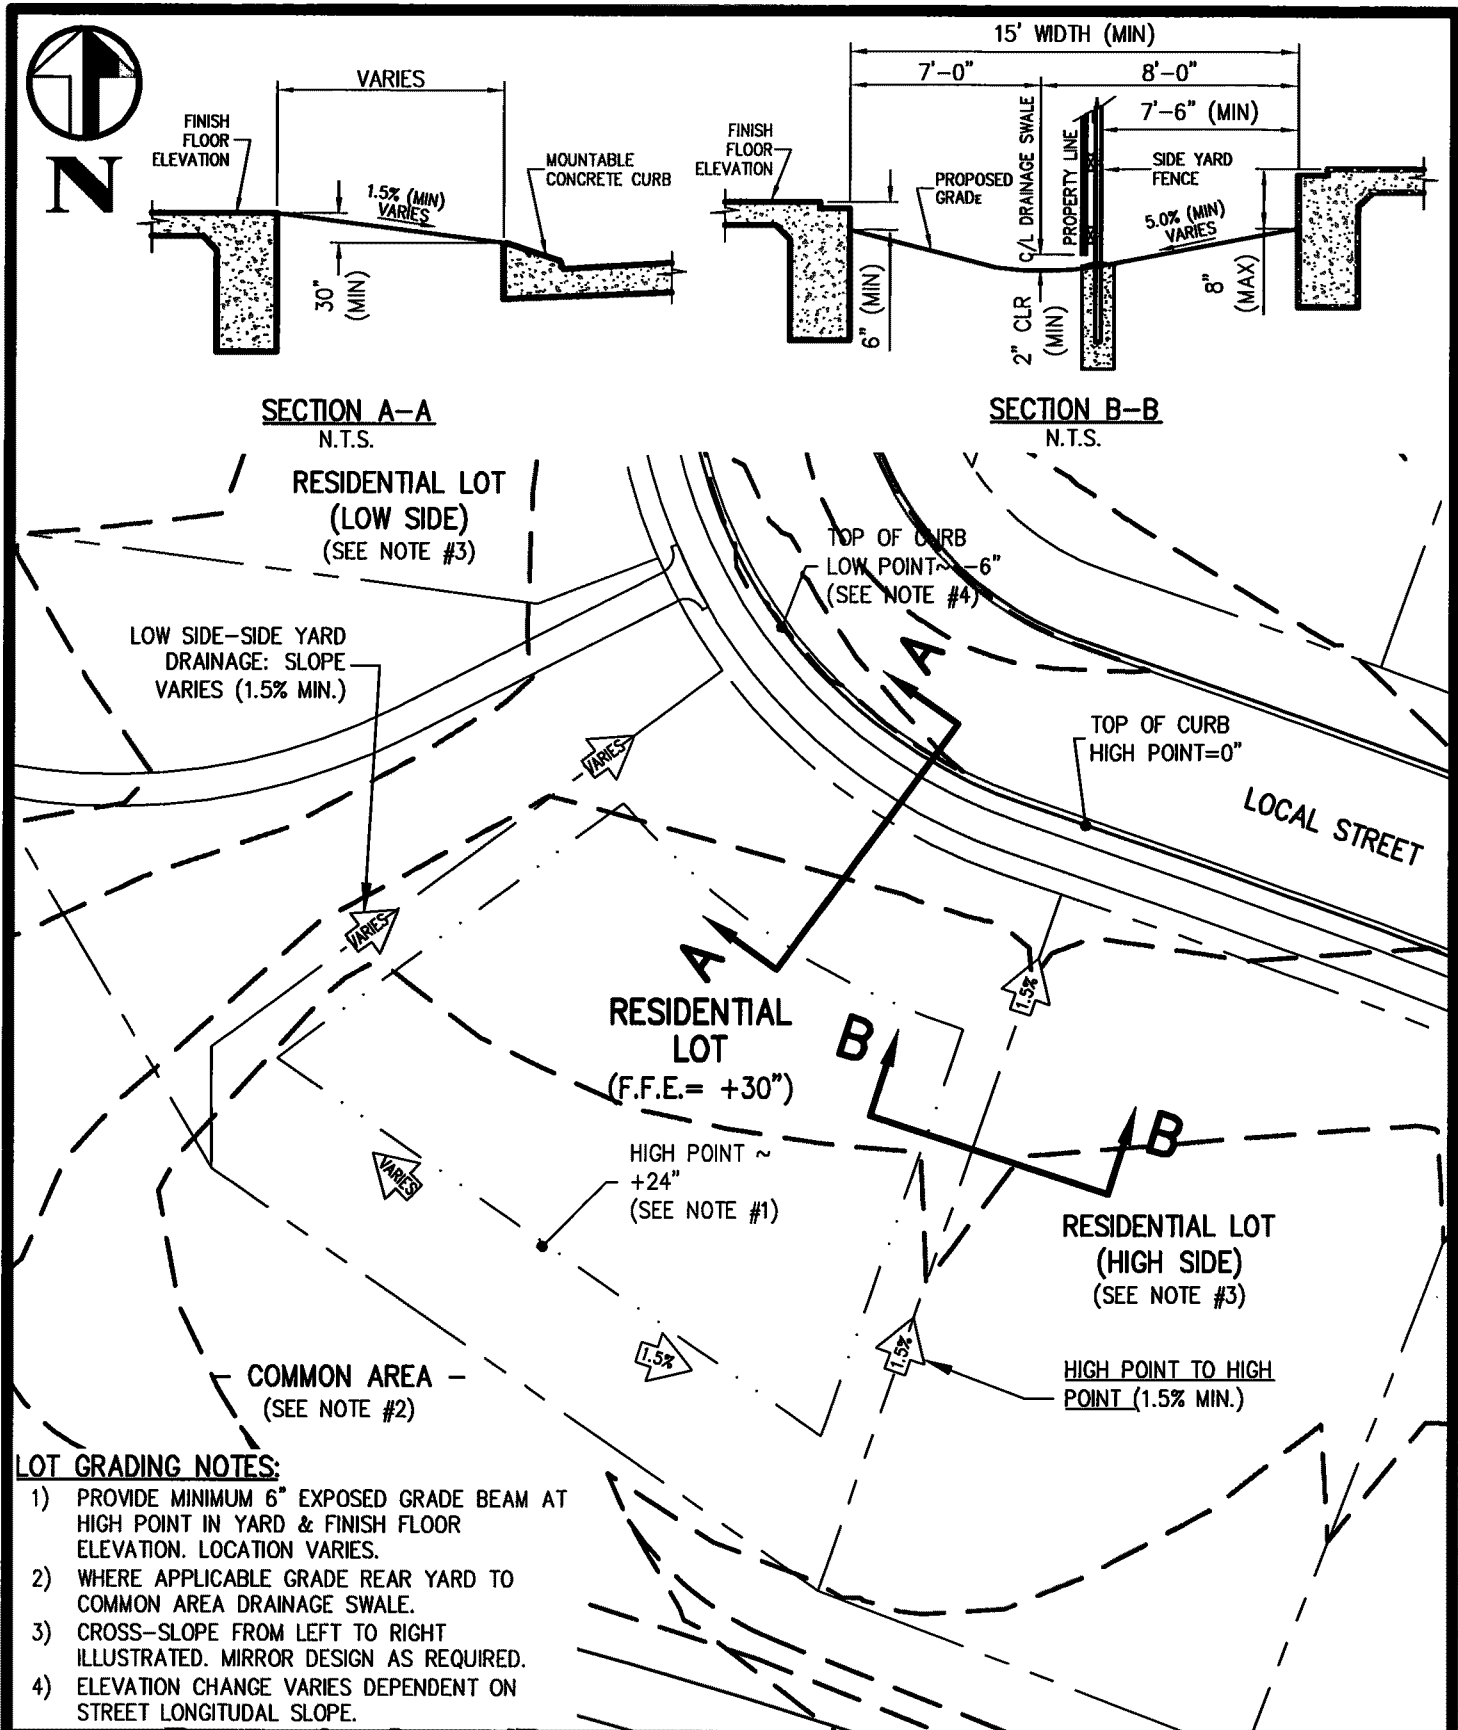 N
VARIES
FINISH
FLOOR
ELEVATION
1.5% (MIN)
VARIES
MOUNTABLE
CONCRETE CURB
30"
(MIN)
SECTION A-A
N.T.S.
15' WIDTH (MIN)
7'-0"
8'-0"
7'-6" (MIN)
FINISH
FLOOR
ELEVATION
PROPOSED
GRADE
C/L DRAINAGE SWALE
PROPERTY LINE
SIDE YARD
FENCE
5.0% (MIN)
VARIES
6" (MIN)
2" CLR
(MIN)
8"
(MAX)
SECTION B-B
N.T.S.
RESIDENTIAL LOT
(LOW SIDE)
(SEE NOTE #3)
TOP OF CURB
LOW POINT~ -6"
(SEE NOTE #4)
LOW SIDE-SIDE YARD
DRAINAGE: SLOPE
VARIES (1.5% MIN.)
A
TOP OF CURB
HIGH POINT=0"
LOCAL STREET
VARIES
VARIES
A
RESIDENTIAL
LOT
(F.F.E.= +30")
1.5%
B
B
HIGH POINT ~
+24"
(SEE NOTE #1)
VARIES
RESIDENTIAL LOT
(HIGH SIDE)
(SEE NOTE #3)
1.5%
1.5%
HIGH POINT TO HIGH
POINT (1.5% MIN.)
COMMON AREA
(SEE NOTE #2)
LOT GRADING NOTES:
1) PROVIDE MINIMUM 6" EXPOSED GRADE BEAM AT
HIGH POINT IN YARD & FINISH FLOOR
ELEVATION. LOCATION VARIES.
2) WHERE APPLICABLE GRADE REAR YARD TO
COMMON AREA DRAINAGE SWALE.
3) CROSS-SLOPE FROM LEFT TO RIGHT
ILLUSTRATED. MIRROR DESIGN AS REQUIRED.
4) ELEVATION CHANGE VARIES DEPENDENT ON
STREET LONGITUDAL SLOPE.